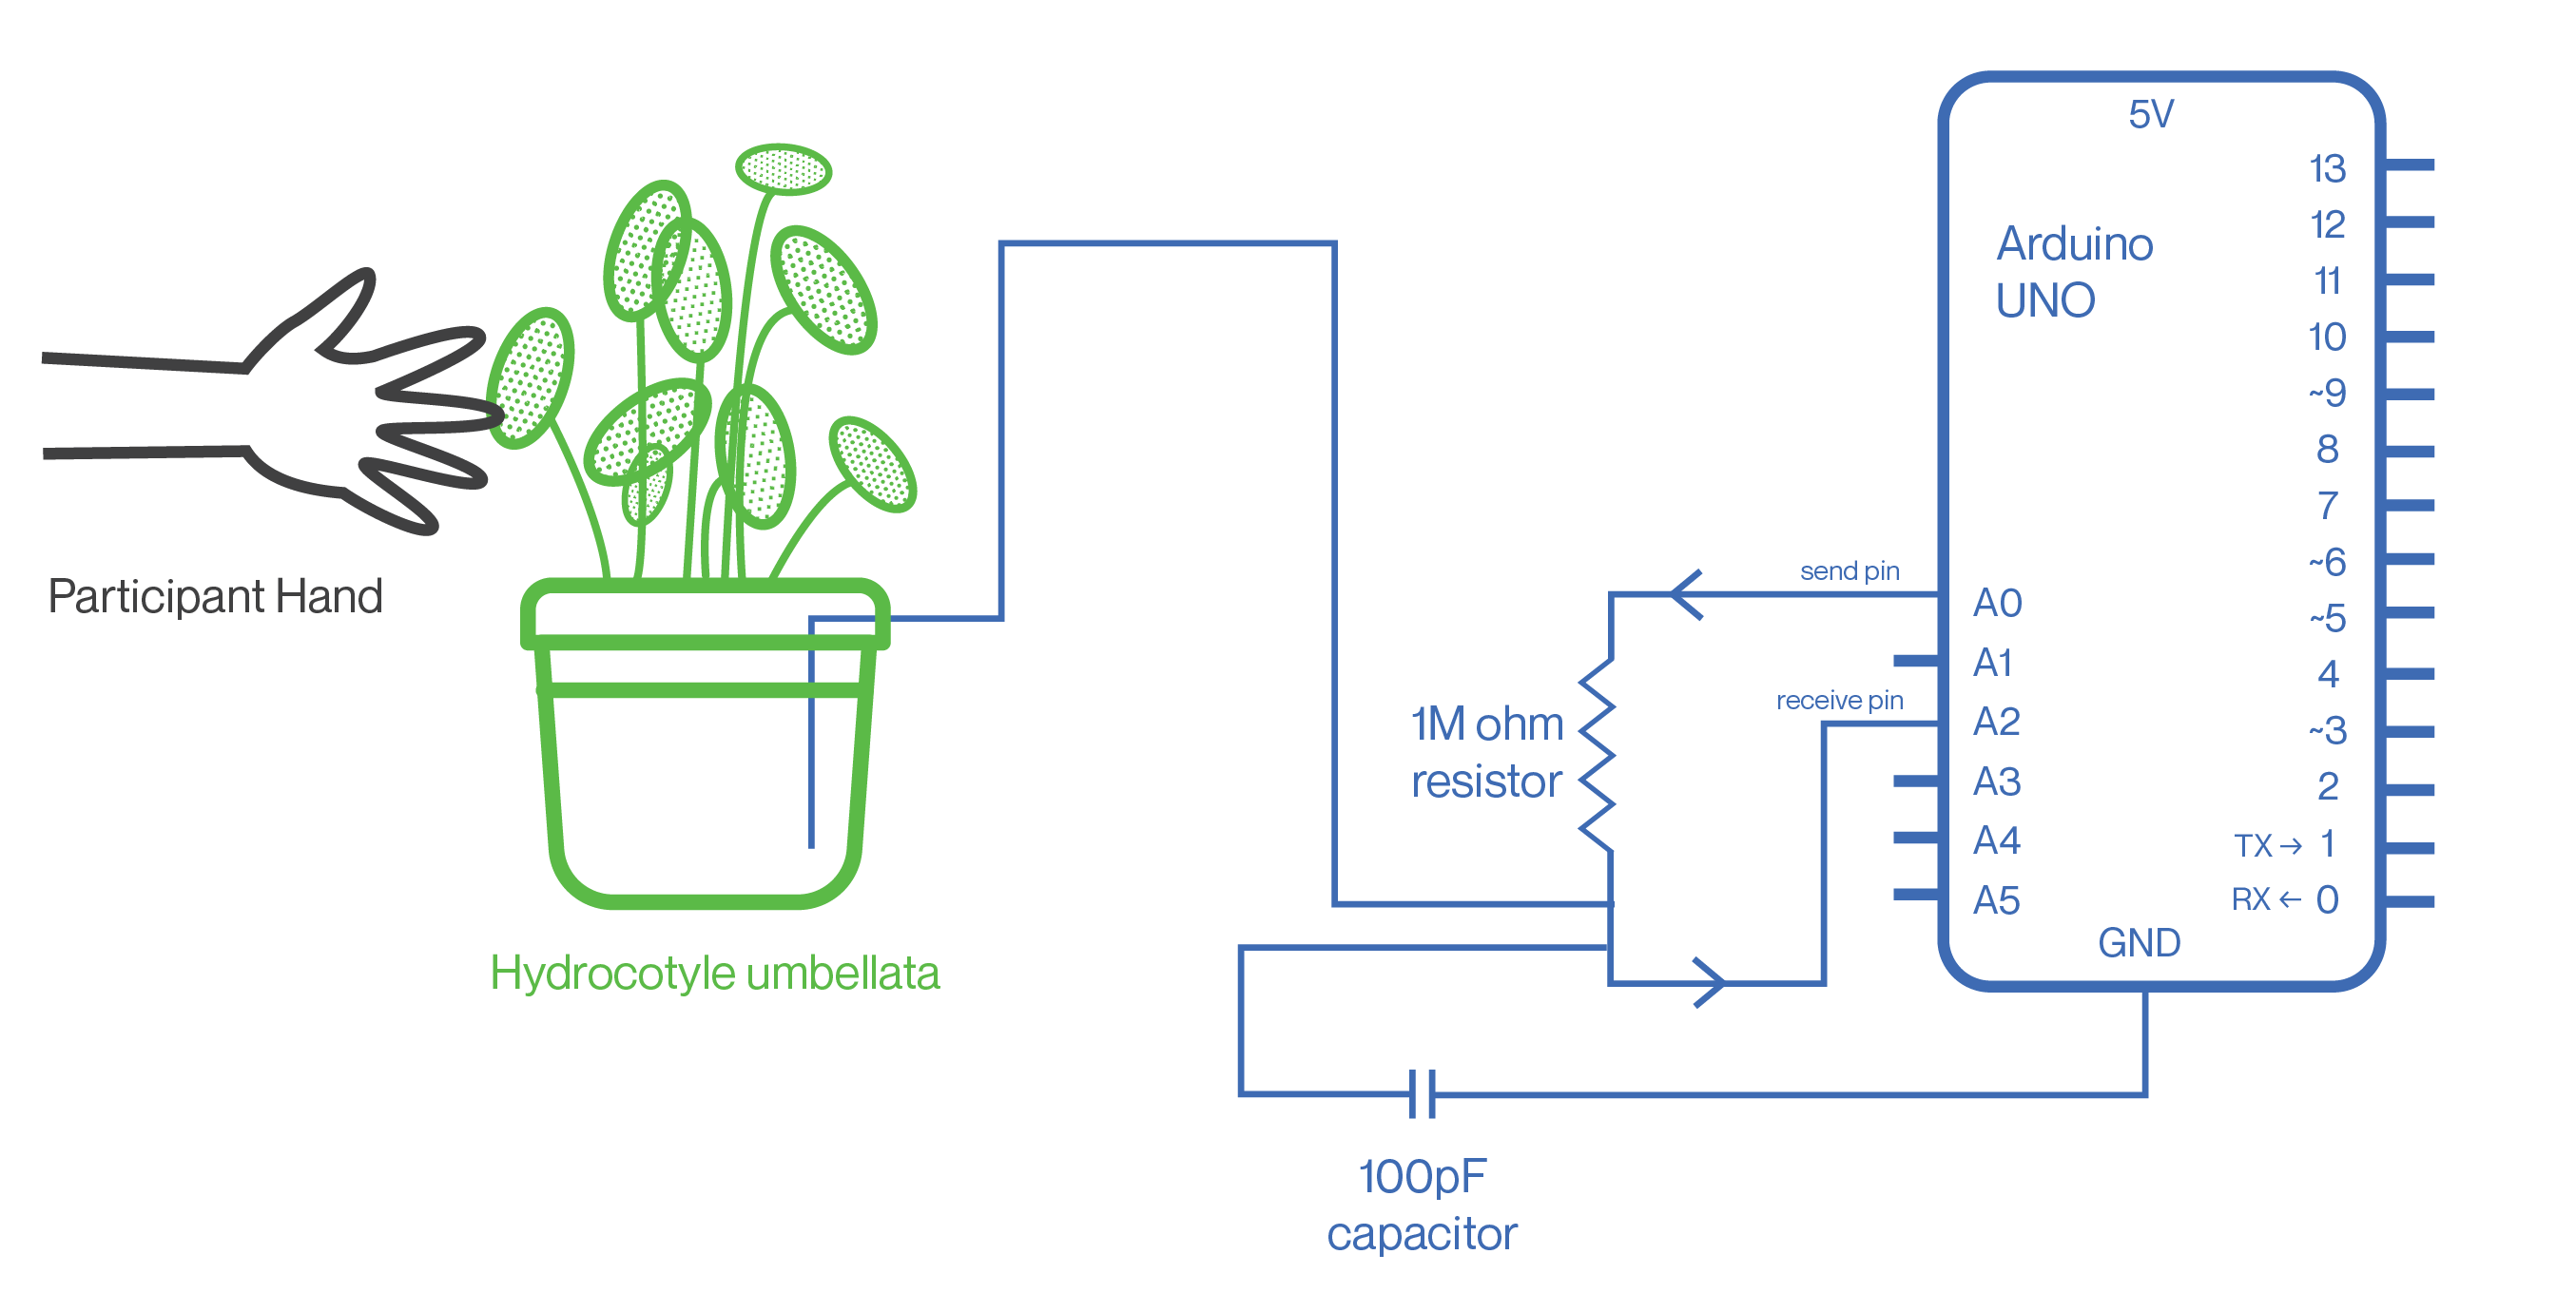 5V
13
12
Arduino
UNO
11
10
~9
8
7
~6
~5
4
~3
2
TX→ 1
RX← 0
send pin
A0
A1
receive pin
A2
A3
A4
A5
GND
Participant Hand
1M ohm
resistor
Hydrocotyle umbellata
100pF
capacitor